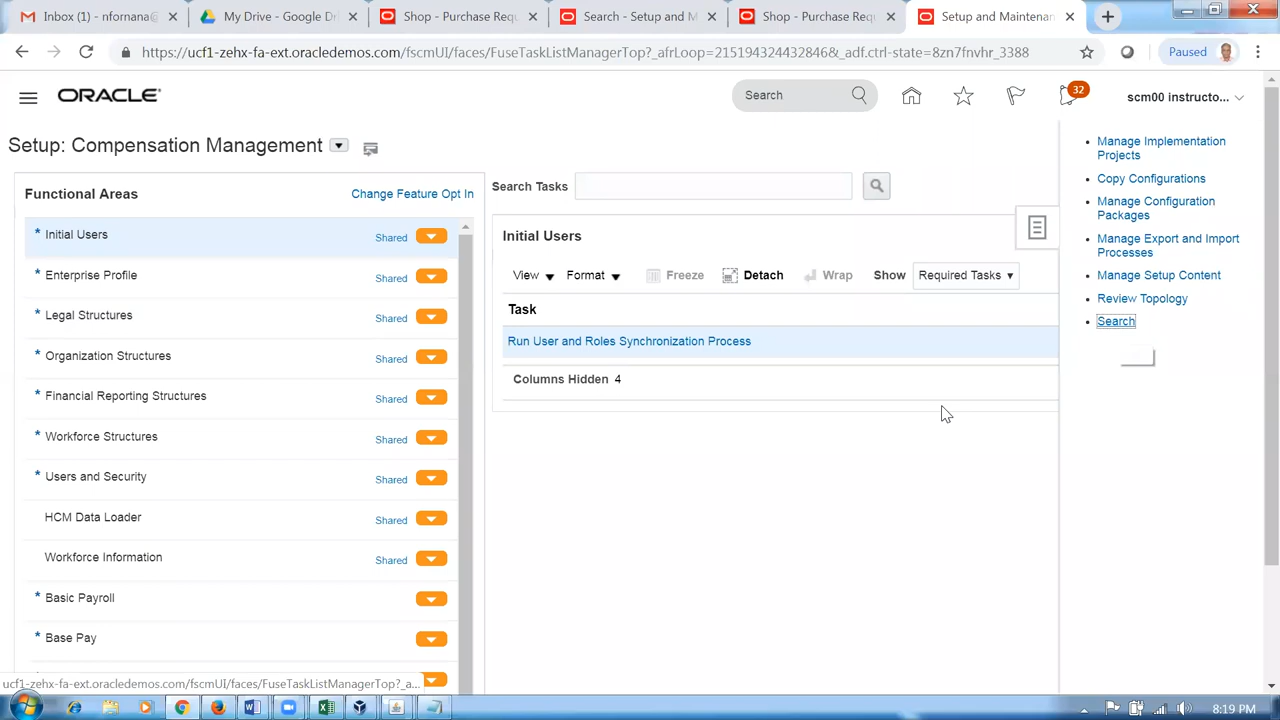 Inbox (1) - nfornana@
My Drive - Google Dri
Shop - Purchase Req
Search - Setup and M
Shop - Purchase Req
Setup and Maintenan
https://ucf1-zehx-fa-ext.oracledemos.com/fscmUI/faces/FuseTaskListManagerTop?_afrLoop=215194324432846&_adf.ctrl-state=8zn7fnvhr_3388
Paused
ORACLE
Search
32
scm00 instructo...
Setup: Compensation Management
Functional Areas
Change Feature Opt In
* Initial Users Shared
* Enterprise Profile Shared
* Legal Structures Shared
* Organization Structures Shared
* Financial Reporting Structures Shared
* Workforce Structures Shared
* Users and Security Shared
HCM Data Loader Shared
Workforce Information Shared
* Basic Payroll
* Base Pay
Search Tasks
Initial Users
View Format Freeze Detach Wrap Show Required Tasks
Task
Run User and Roles Synchronization Process
Columns Hidden 4
Manage Implementation
Projects
Copy Configurations
Manage Configuration
Packages
Manage Export and Import
Processes
Manage Setup Content
Review Topology
Search
ucf1-zehx-fa-ext.oracledemos.com/fscmUI/faces/FuseTaskListManagerTop?_a...
8:19 PM